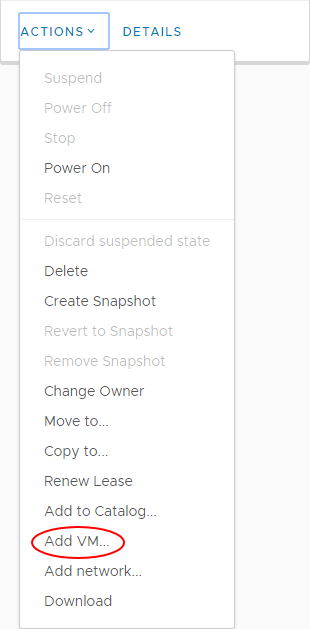 ACTIONS DETAILS
Suspend
Power Off
Stop
Power On
Reset
Discard suspended state
Delete
Create Snapshot
Revert to Snapshot
Remove Snapshot
Change Owner
Move to...
Copy to...
Renew Lease
Add to Catalog...
Add VM...
Add network...
Download